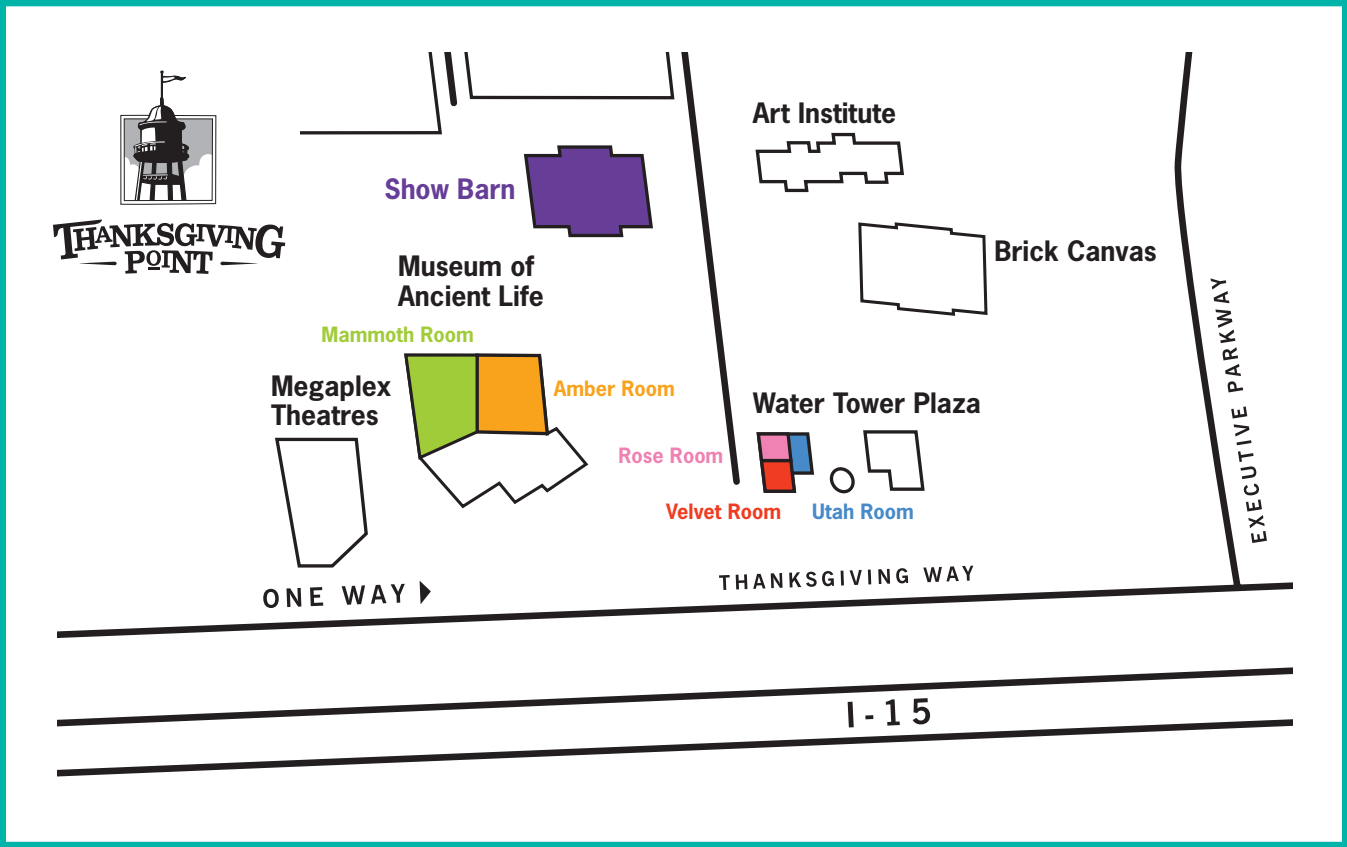 THANKSGIVING
POINT
Art Institute
Show Barn
Brick Canvas
Museum of
Ancient Life
Mammoth Room
Megaplex
Theatres
Amber Room
Water Tower Plaza
Rose Room
Velvet Room
Utah Room
EXECUTIVE PARKWAY
ONE WAY
THANKSGIVING WAY
I-15